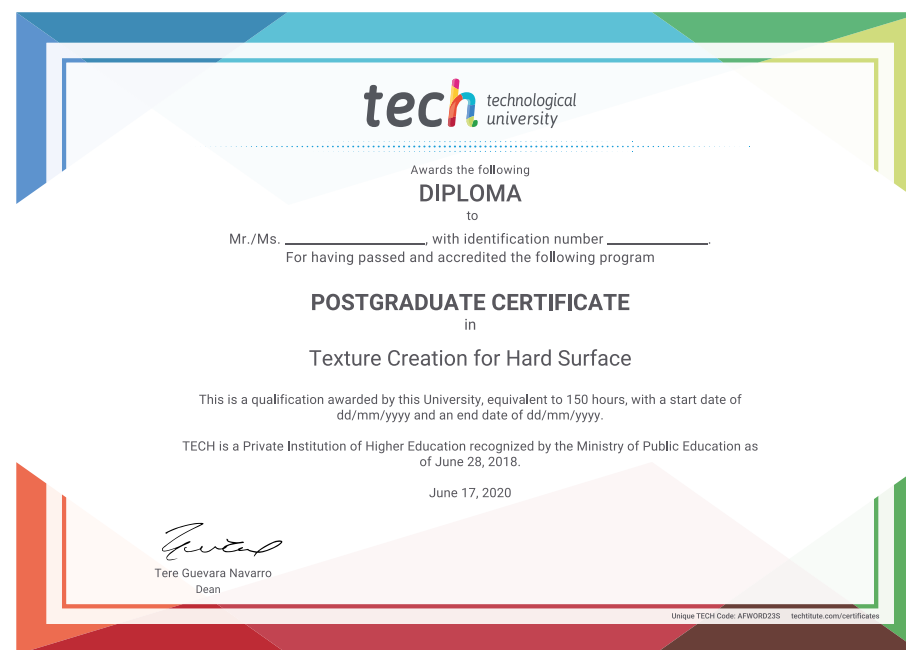 tech technological
university
Awards the following
DIPLOMA
to
Mr./Ms. ____________, with identification number ____________.
For having passed and accredited the following program
POSTGRADUATE CERTIFICATE
in
Texture Creation for Hard Surface
This is a qualification awarded by this University, equivalent to 150 hours, with a start date of
dd/mm/yyyy and an end date of dd/mm/yyyy.
TECH is a Private Institution of Higher Education recognized by the Ministry of Public Education as
of June 28, 2018.
June 17, 2020
Tere Guevara Navarro
Dean
Unique TECH Code: AFWORD23S techtitute.com/certificates